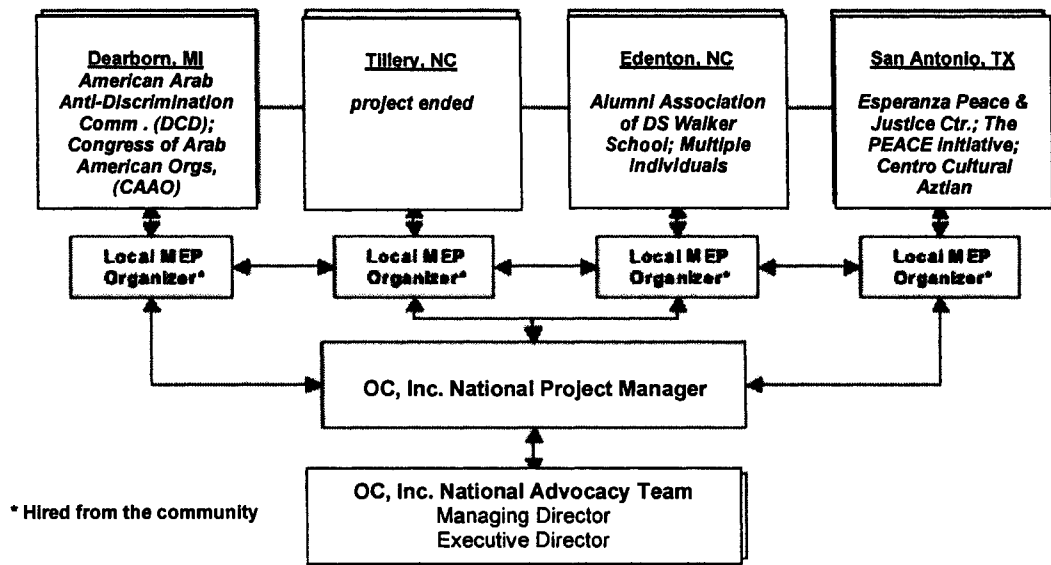 Dearborn, MI
American Arab
Anti-Discrimination
Comm . (DCD);
Congress of Arab
American Orgs,
(CAAO)
Tillery, NC
project ended
Edenton, NC
Alumni Association
of DS Walker
School; Multiple
Individuals
San Antonio, TX
Esperanza Peace &
Justice Ctr.; The
PEACE Initiative;
Centro Cultural
Aztlan
Local MEP
Organizer*
Local MEP
Organizer*
Local MEP
Organizer*
Local MEP
Organizer*
OC, Inc. National Project Manager
OC, Inc. National Advocacy Team
Managing Director
Executive Director
* Hired from the community